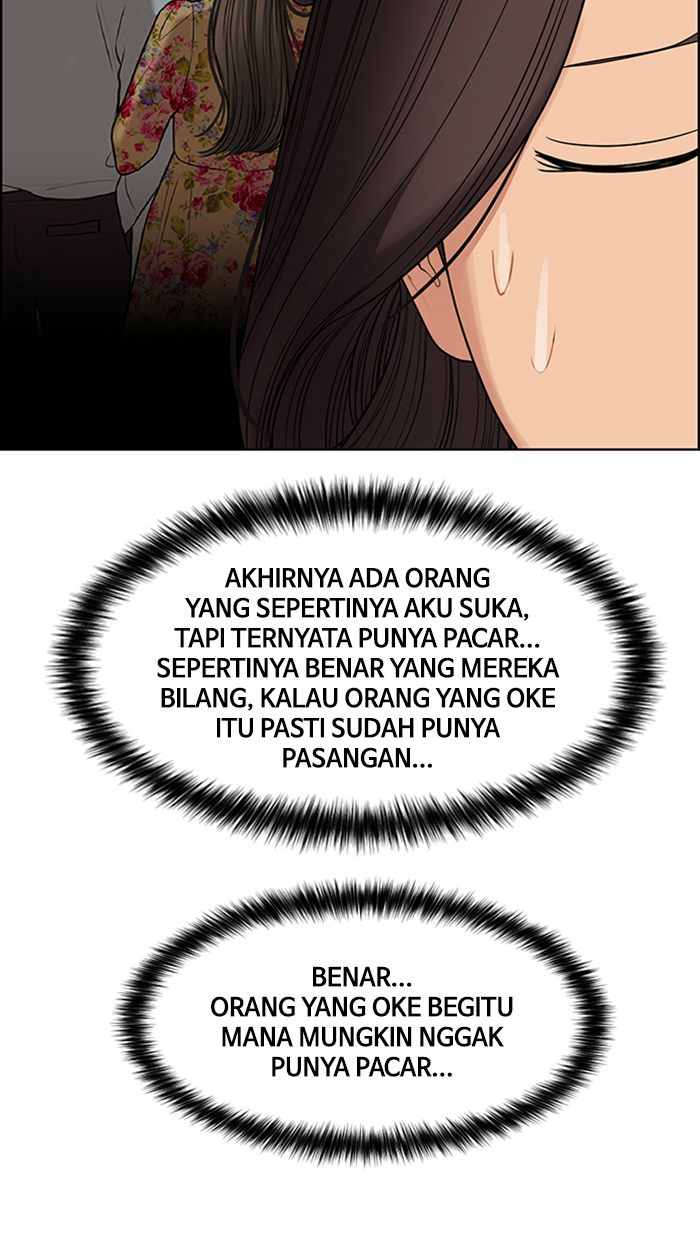 AKHIRNYA ADA ORANG
YANG SEPERTINYA AKU SUKA,
TAPI TERNYATA PUNYA PACAR...
SEPERTINYA BENAR YANG MEREKA
BILANG, KALAU ORANG YANG OKE
ITU PASTI SUDAH PUNYA
PASANGAN...
BENAR...
ORANG YANG OKE BEGITU
MANA MUNGKIN NGGAK
PUNYA PACAR...